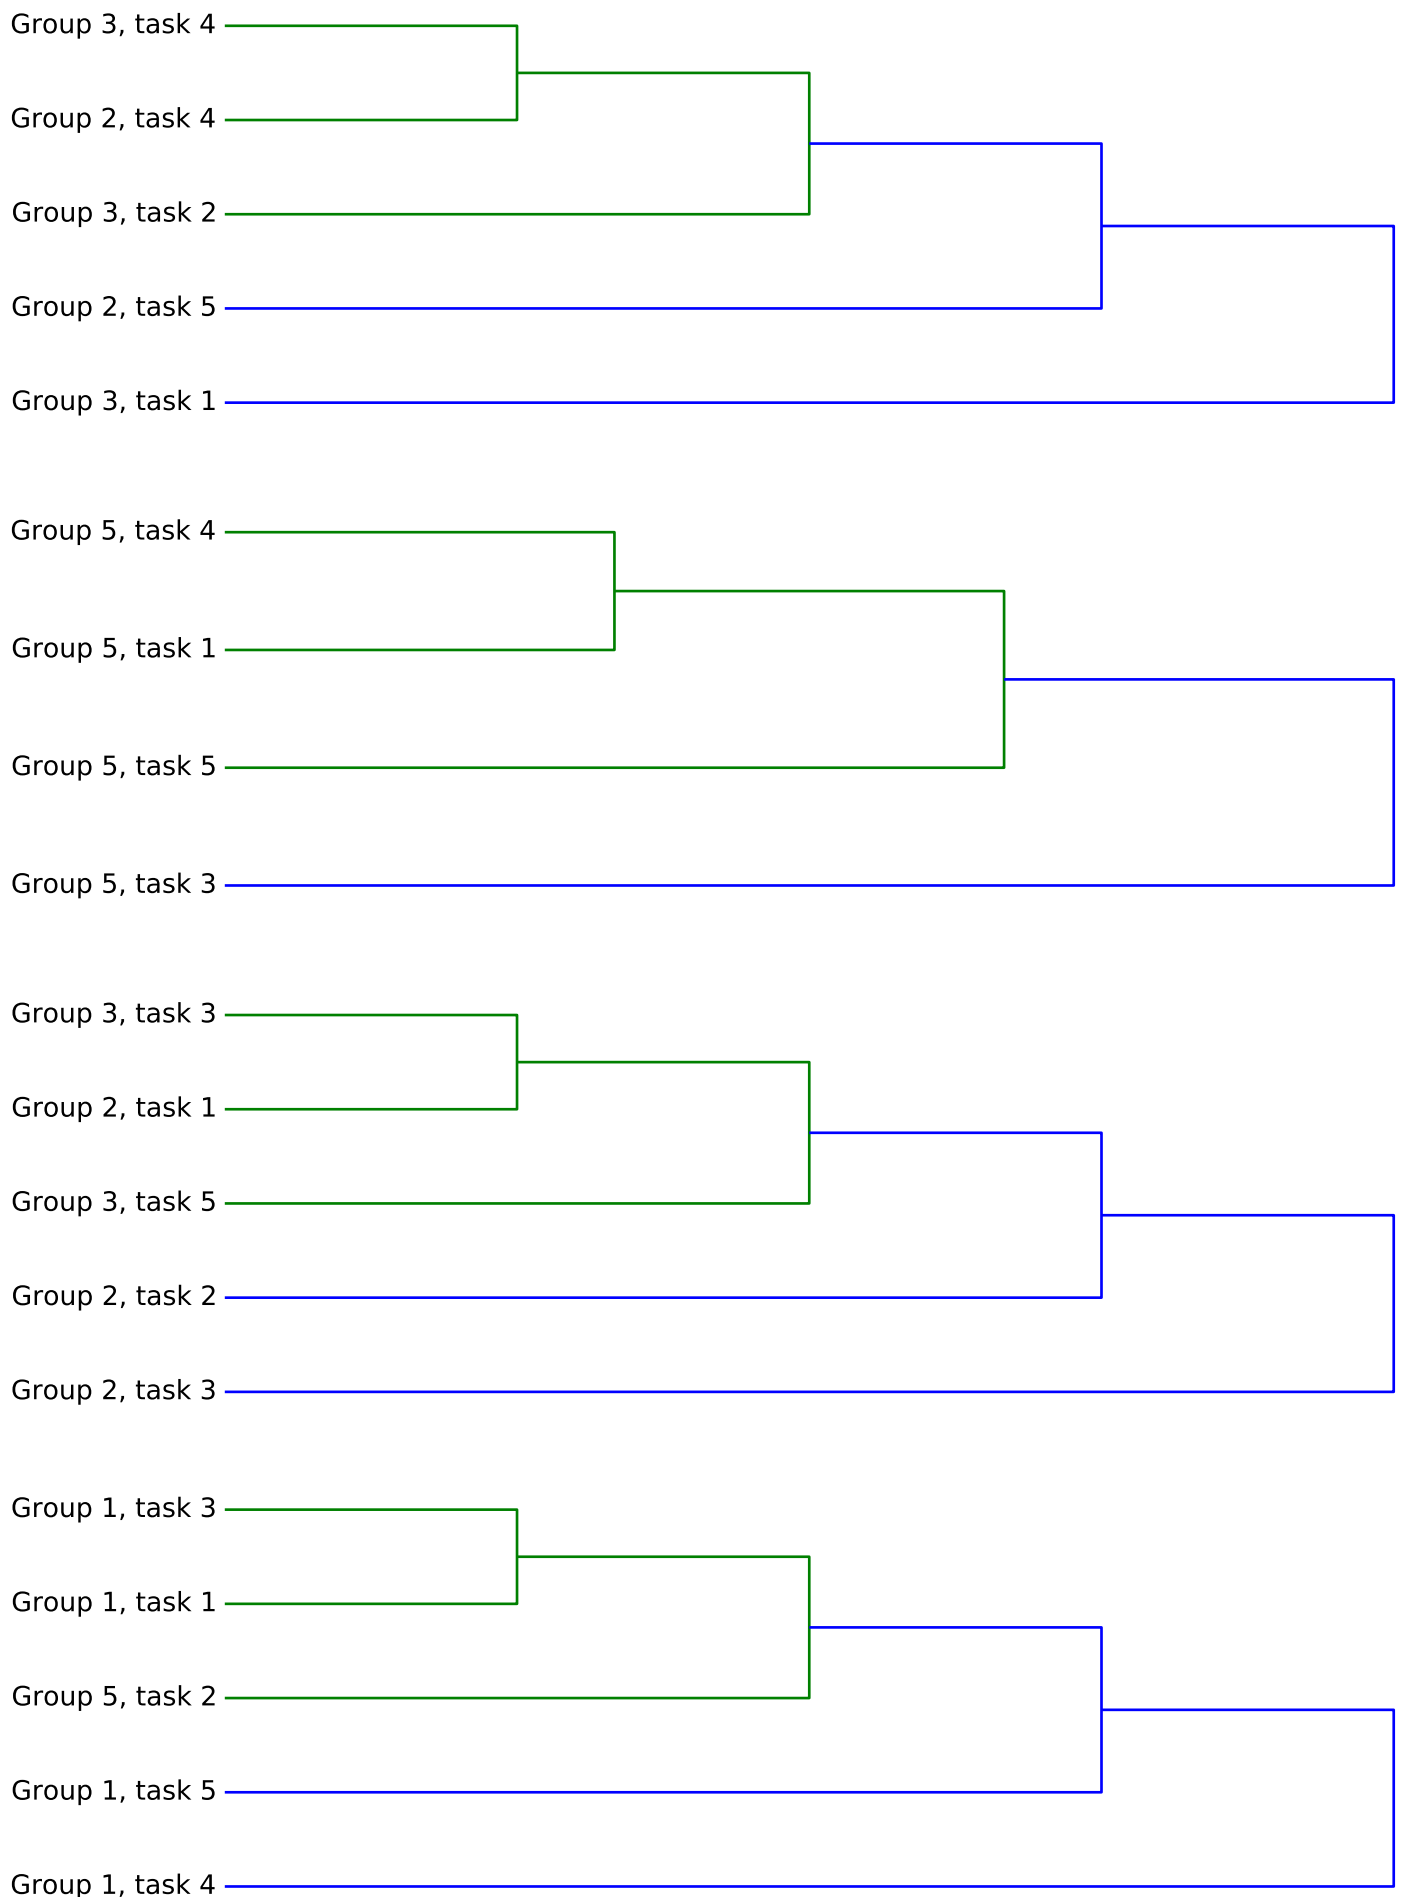 Group 3, task 4
Group 2, task 4
Group 3, task 2
Group 2, task 5
Group 3, task 1
Group 5, task 4
Group 5, task 1
Group 5, task 5
Group 5, task 3
Group 3, task 3
Group 2, task 1
Group 3, task 5
Group 2, task 2
Group 2, task 3
Group 1, task 3
Group 1, task 1
Group 5, task 2
Group 1, task 5
Group 1, task 4